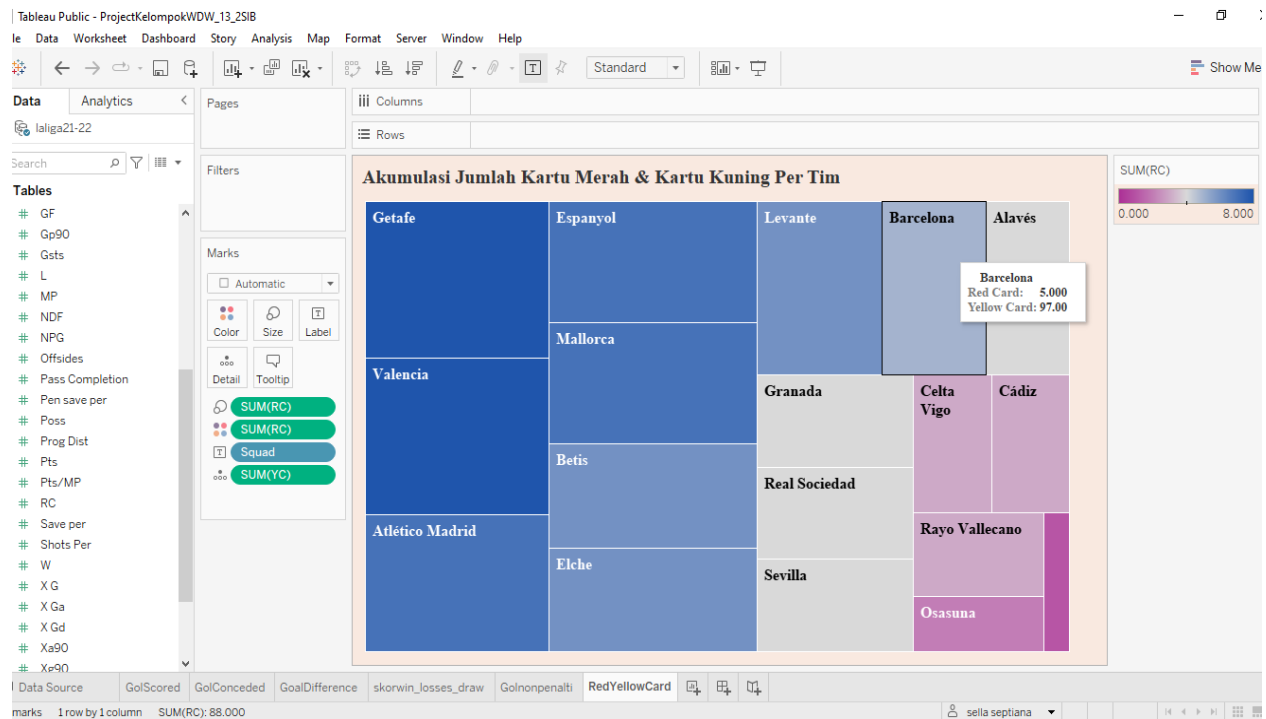 Tableau Public - ProjectKelompokWDW_13_2SIB
le Data Worksheet Dashboard Story Analysis Map Format Server Window Help
Standard
Show Me
Data Analytics
laliga21-22
Search
Tables
GF
Gp90
Gsts
L
MP
NDF
NPG
Offsides
Pass Completion
Pen save per
Poss
Prog Dist
Pts
Pts/MP
RC
Save per
Shots Per
W
X G
X Ga
X Gd
Xa90
Xg90
Pages
Filters
Marks
Automatic
Color Size Label
Detail Tooltip
SUM(RC)
SUM(RC)
Squad
SUM(YC)
Columns
Rows
Akumulasi Jumlah Kartu Merah & Kartu Kuning Per Tim
Getafe
Valencia
Atlético Madrid
Espanyol
Mallorca
Betis
Elche
Levante
Barcelona
Alavés
Barcelona
Red Card: 5.000
Yellow Card: 97.00
Granada
Real Sociedad
Sevilla
Celta
Vigo
Cádiz
Rayo Vallecano
Osasuna
SUM(RC)
0.000 8.000
Data Source GolScored GolConceded GoalDifference skorwin_losses_draw Golnonpenalti RedYellowCard
marks 1 row by 1 column SUM(RC): 88.000
sella septiana